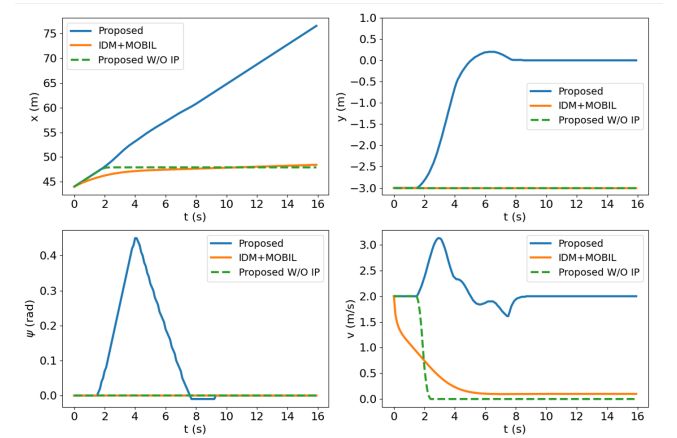 75
70
65
60
55
50
45
0 2 4 6 8 10 12 14 16
t (s)
x (m)
Proposed
IDM+MOBIL
Proposed W/O IP
1.0
0.5
0.0
−0.5
−1.0
−1.5
−2.0
−2.5
−3.0
0 2 4 6 8 10 12 14 16
t (s)
y (m)
Proposed
IDM+MOBIL
Proposed W/O IP
0.4
0.3
0.2
0.1
0.0
0 2 4 6 8 10 12 14 16
t (s)
ψ (rad)
Proposed
IDM+MOBIL
Proposed W/O IP
3.0
2.5
2.0
1.5
1.0
0.5
0.0
0 2 4 6 8 10 12 14 16
t (s)
v (m/s)
Proposed
IDM+MOBIL
Proposed W/O IP